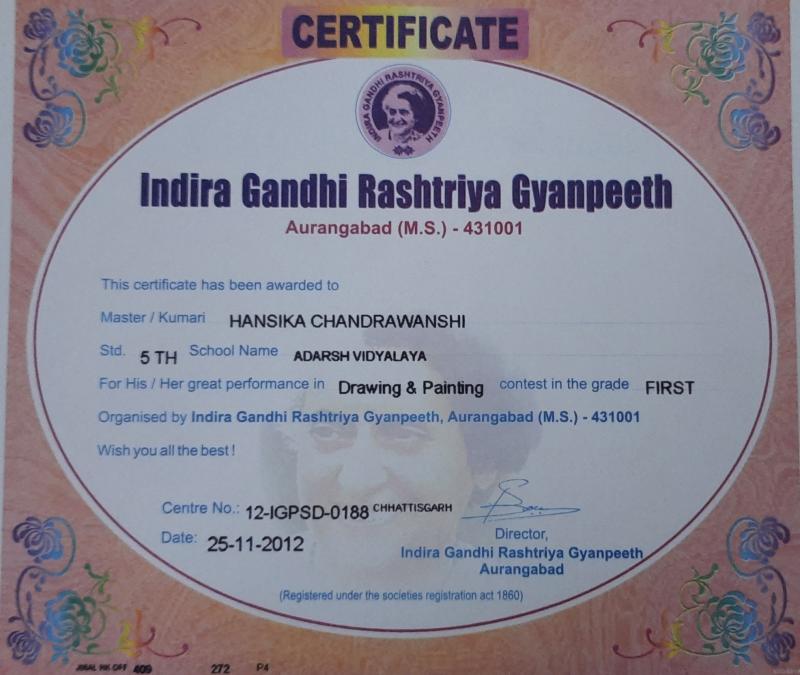 CERTIFICATE
INDIRA GANDHI RASHTRIYA GYANPEETH
Indira Gandhi Rashtriya Gyanpeeth
Aurangabad (M.S.) - 431001
This certificate has been awarded to
Master / Kumari HANSIKA CHANDRAWANSHI
Std. 5 TH School Name ADARSH VIDYALAYA
For His / Her great performance in Drawing & Painting contest in the grade FIRST
Organised by Indira Gandhi Rashtriya Gyanpeeth, Aurangabad (M.S.) - 431001
Wish you all the best !
Centre No.: 12-IGPSD-0188 CHHATTISGARH
Date: 25-11-2012
Director,
Indira Gandhi Rashtriya Gyanpeeth
Aurangabad
(Registered under the societies registration act 1860)
409 272 P4